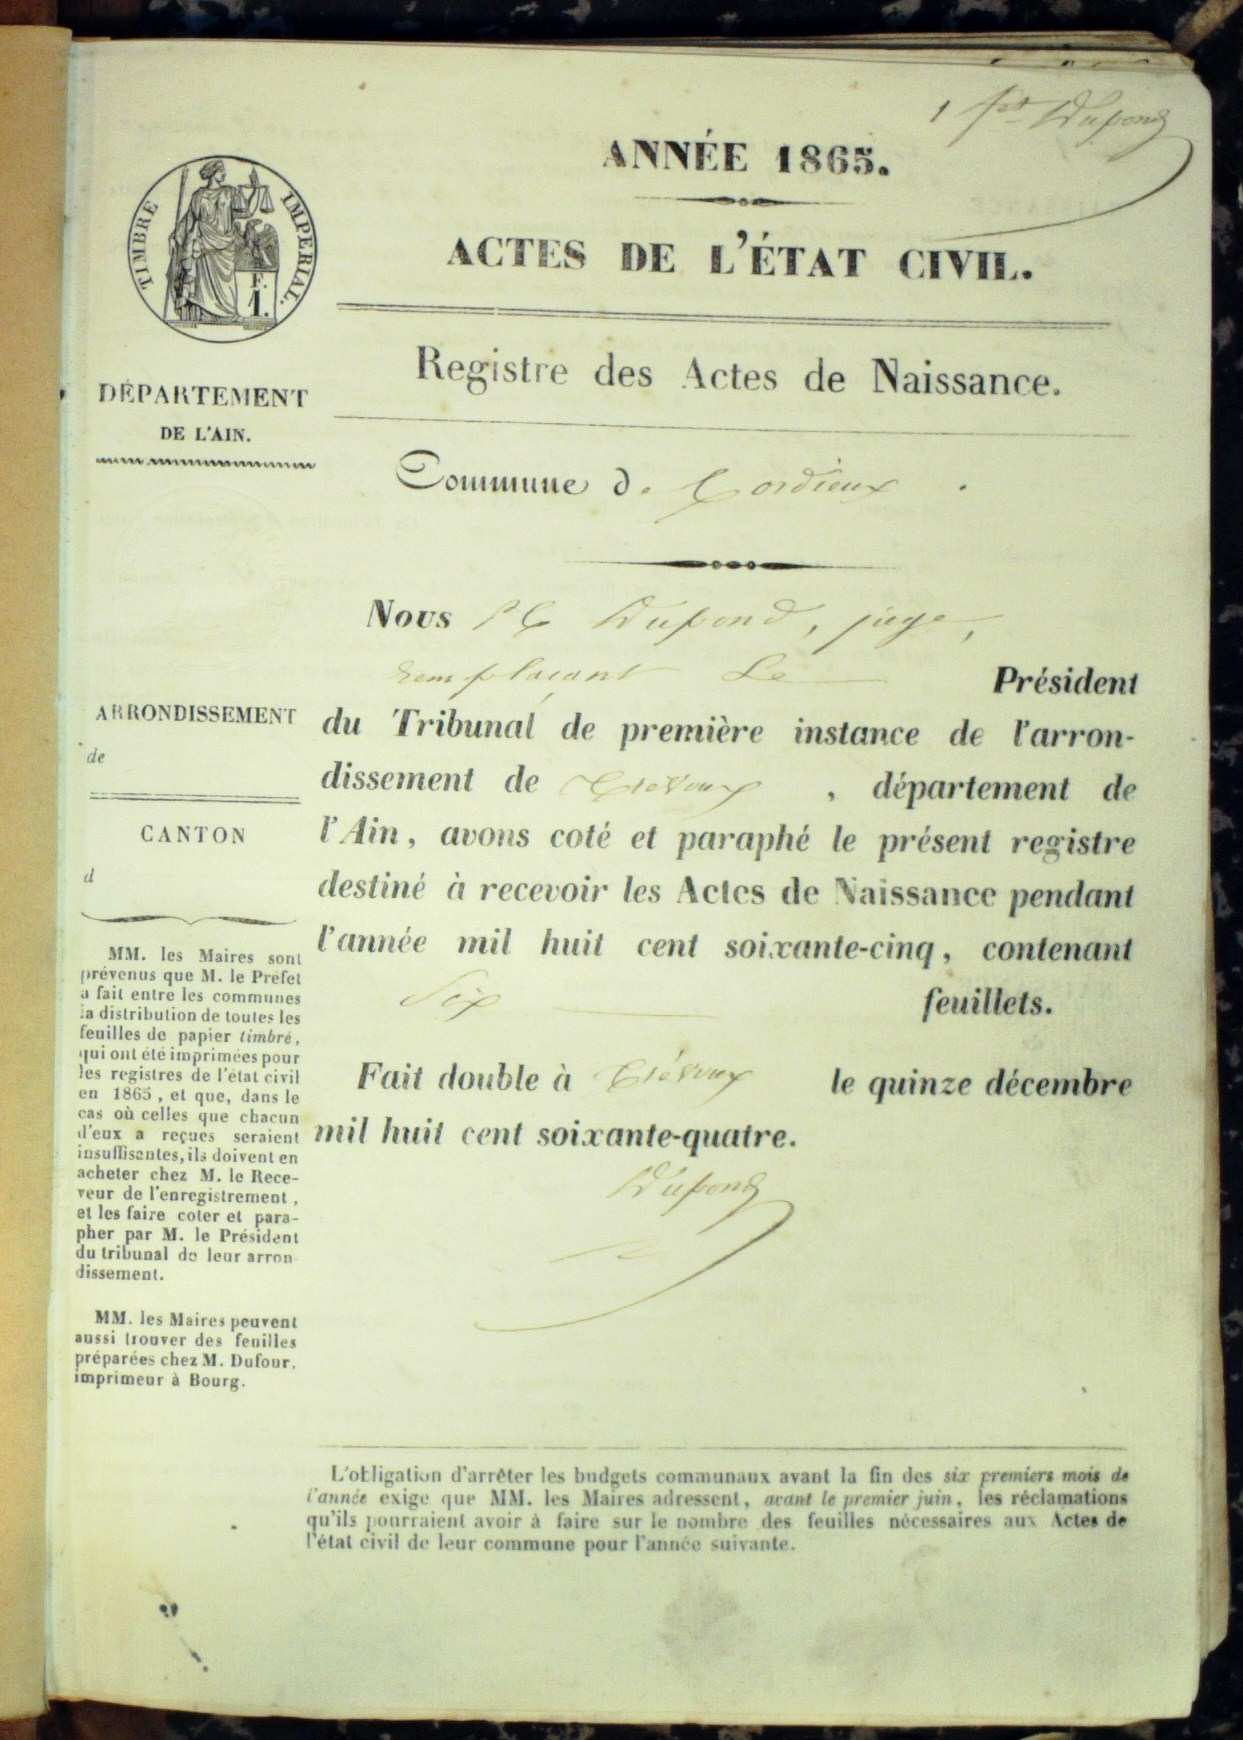 1 fet Dupond
ANNÉE 1865.
ACTES DE L'ÉTAT CIVIL.
TIMBRE IMPERIAL.
F.
1.
Registre des Actes de Naissance.
DÉPARTEMENT
DE L'AIN.
Commune de Cordieux.
Nous Dupond, juge,
remplaçant Le Président
du Tribunal de première instance de l'arron-
dissement de Trévoux, département de
l'Ain, avons coté et paraphé le présent registre
destiné à recevoir les Actes de Naissance pendant
l'année mil huit cent soixante-cinq, contenant
Six feuillets.
Fait double à Trévoux le quinze décembre
mil huit cent soixante-quatre.
Dupond
ARRONDISSEMENT
de
CANTON
d
MM. les Maires sont
prévenus que M. le Préfet
a fait entre les communes
la distribution de toutes les
feuilles de papier timbré,
qui ont été imprimées pour
les registres de l'état civil
en 1865, et que, dans le
cas où celles que chacun
d'eux a reçues seraient
insuffisantes, ils doivent en
acheter chez M. le Rece-
veur de l'enregistrement,
et les faire coter et para-
pher par M. le Président
du tribunal de leur arron-
dissement.
MM. les Maires peuvent
aussi trouver des feuilles
préparées chez M. Dufour,
imprimeur à Bourg.
L'obligation d'arrêter les budgets communaux avant la fin des six premiers mois de
l'année exige que MM. les Maires adressent, avant le premier juin, les réclamations
qu'ils pourraient avoir à faire sur le nombre des feuilles nécessaires aux Actes de
l'état civil de leur commune pour l'année suivante.